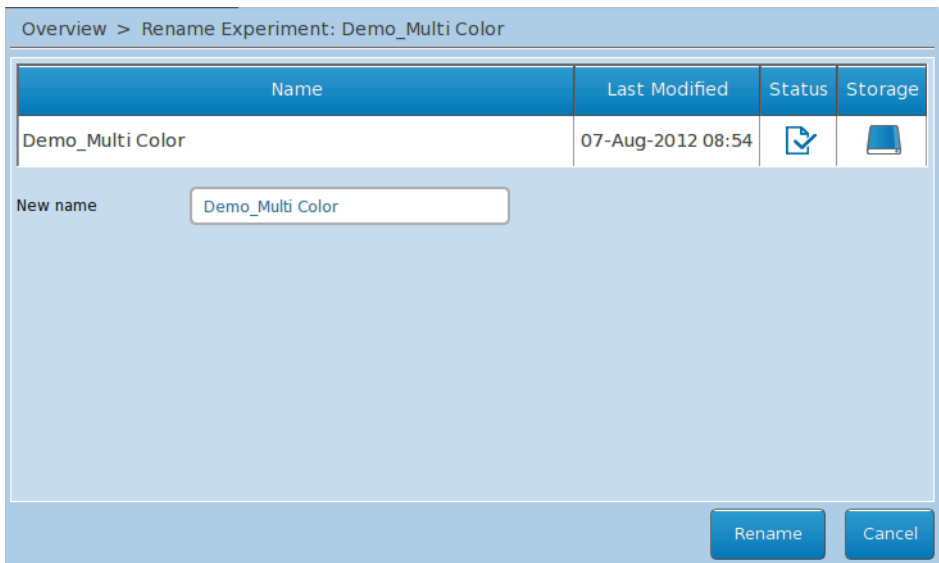 Overview > Rename Experiment: Demo_Multi Color
Name Last Modified Status Storage
Demo_Multi Color 07-Aug-2012 08:54
New name Demo_Multi Color
Rename Cancel